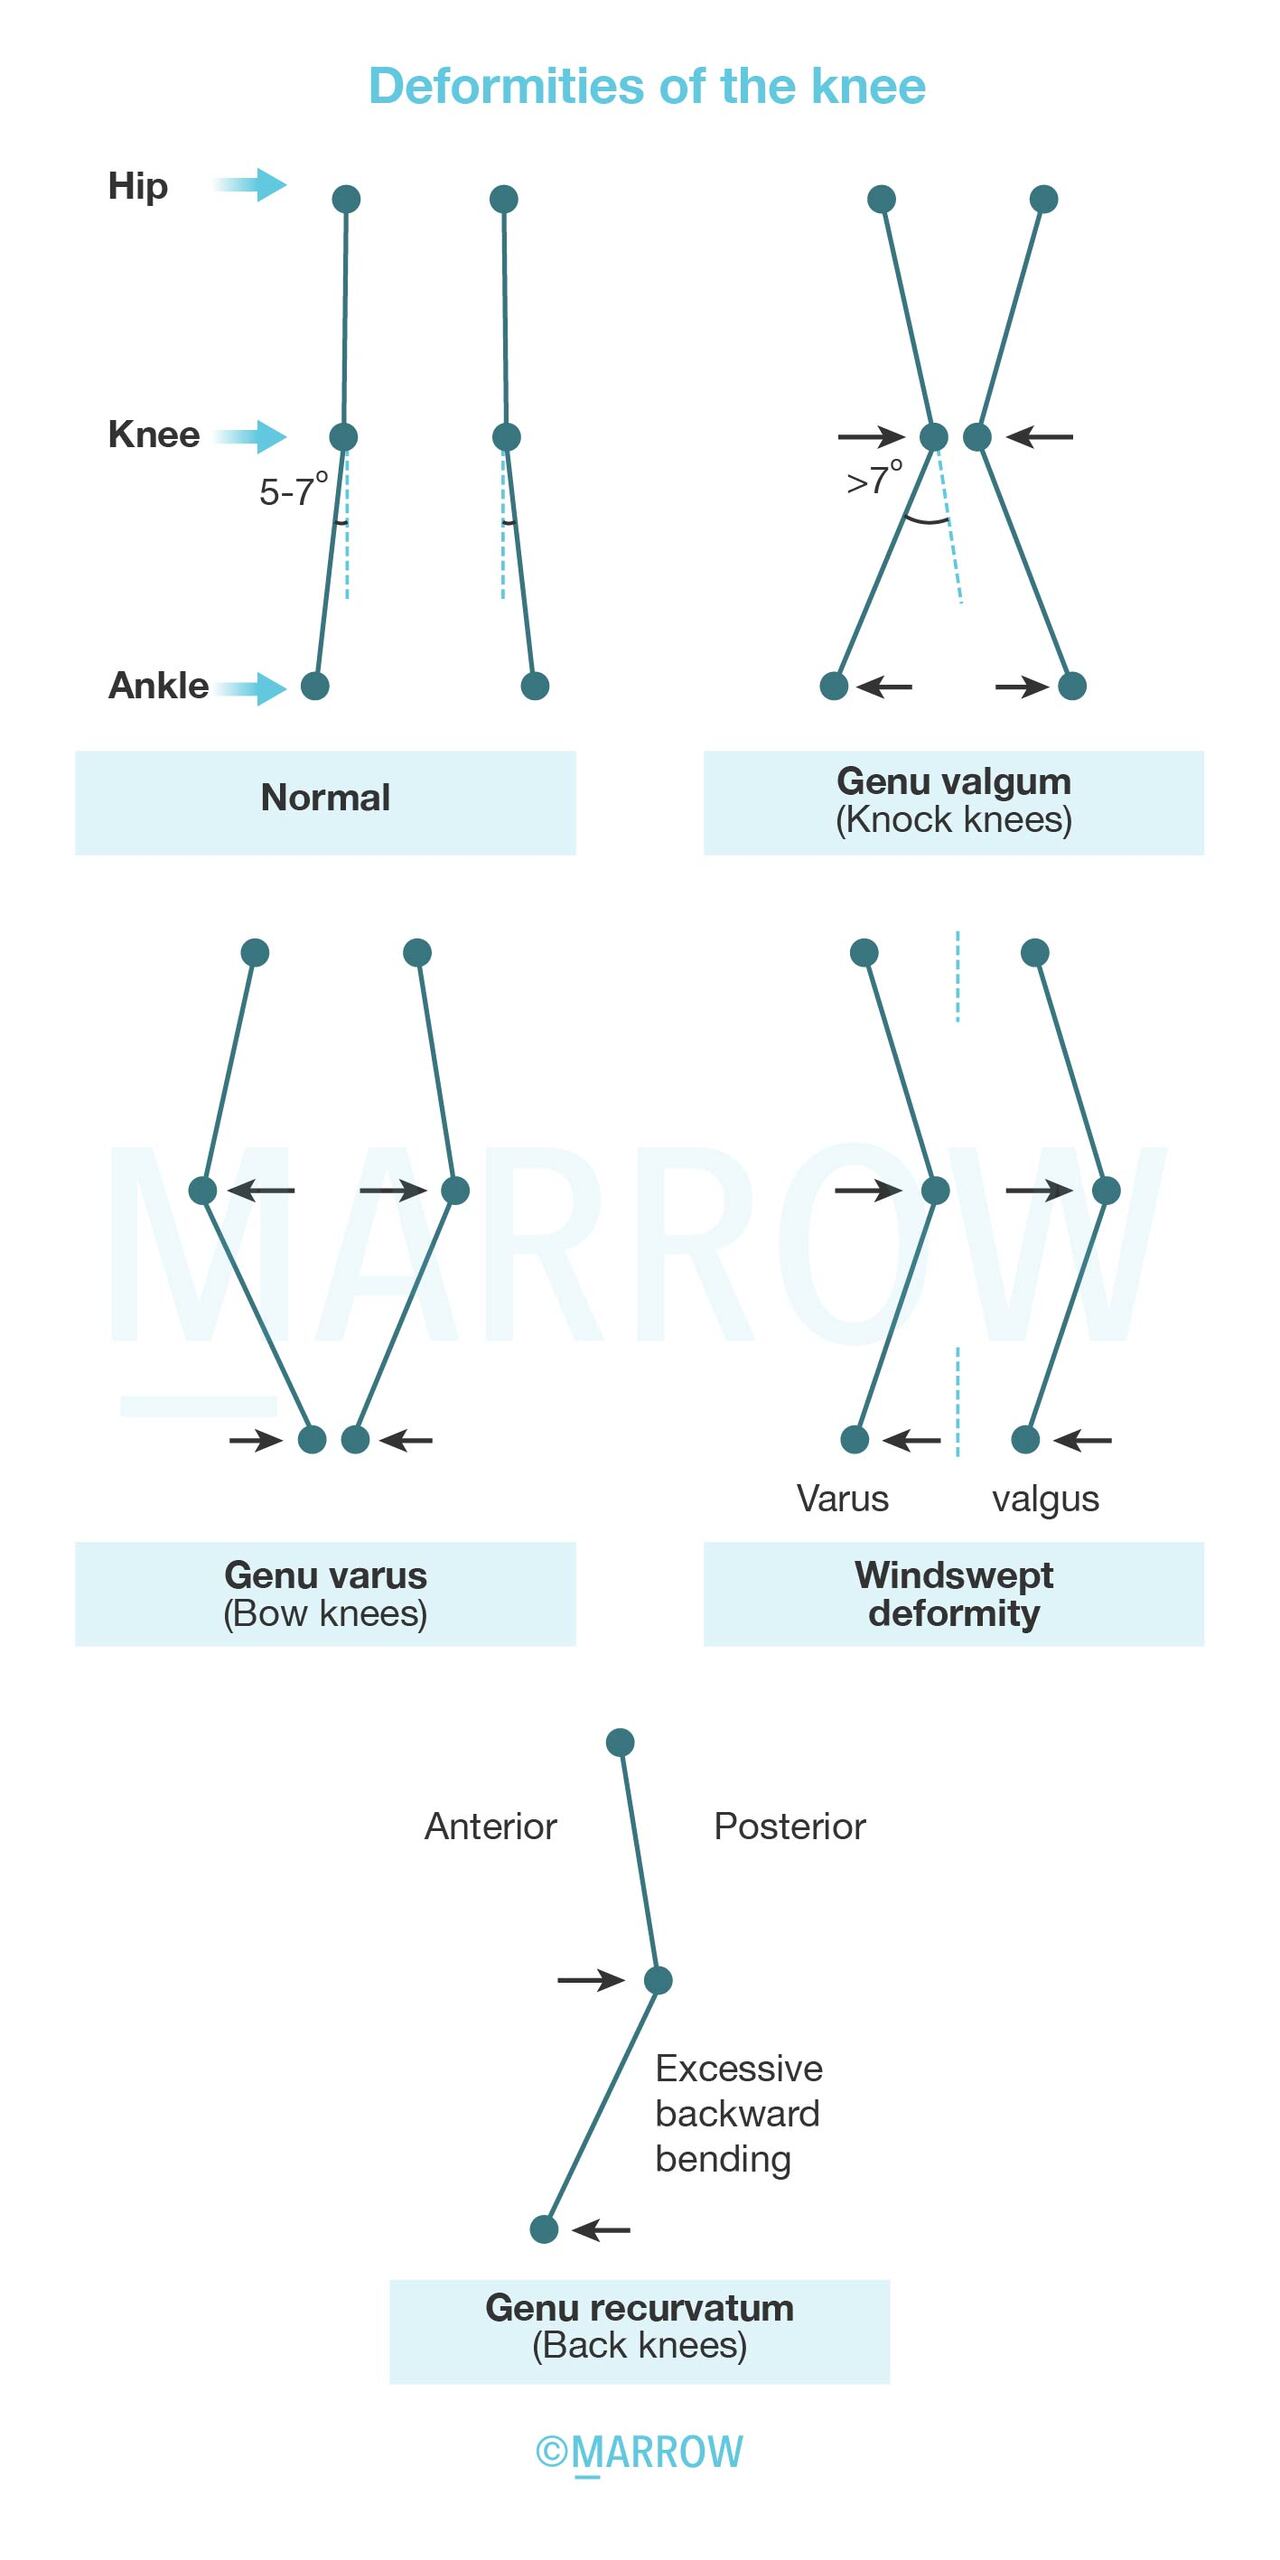 Deformities of the knee
Hip
Knee
5-7°
Ankle
>7°
Normal
Genu valgum
(Knock knees)
MARROW
Varus
valgus
Genu varus
(Bow knees)
Windswept
deformity
Anterior
Posterior
Excessive
backward
bending
Genu recurvatum
(Back knees)
©MARROW